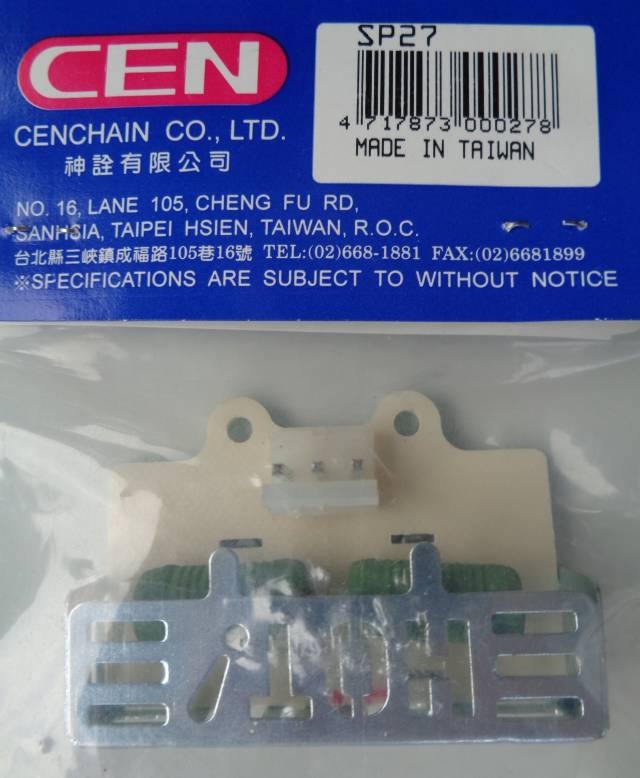 CEN
SP27
4 717873 000278
MADE IN TAIWAN
CENCHAIN CO., LTD.
神詮有限公司
NO. 16, LANE 105, CHENG FU RD,
SANHSIA, TAIPEI HSIEN, TAIWAN, R.O.C.
台北縣三峽鎮成福路105巷16號 TEL:(02)668-1881 FAX:(02)6681899
※SPECIFICATIONS ARE SUBJECT TO WITHOUT NOTICE
HOT!